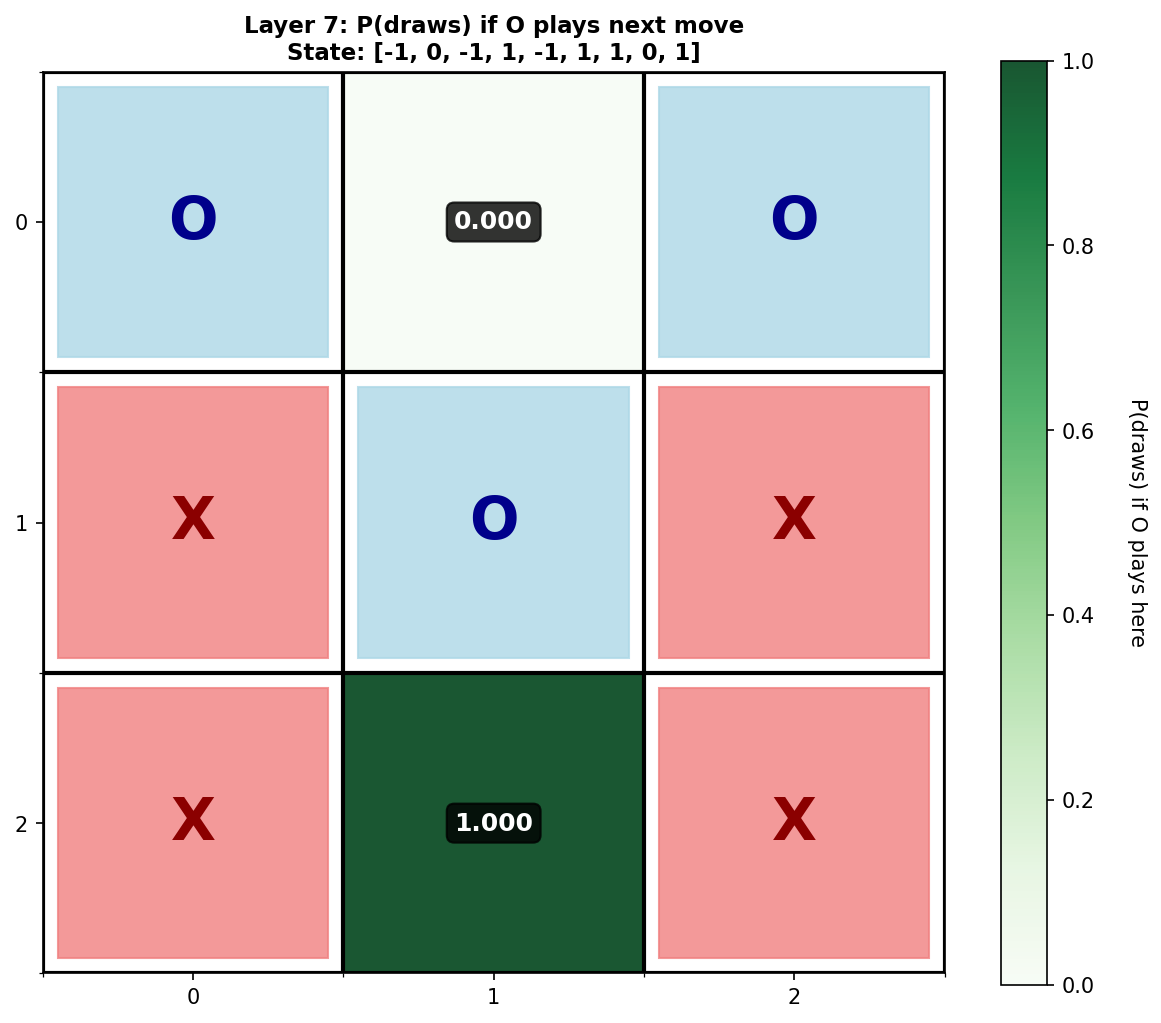 Layer 7: P(draws) if O plays next move
State: [-1, 0, -1, 1, -1, 1, 1, 0, 1]
O
0.000
O
X
O
X
X
1.000
X
0
1
2
0
1
2
1.0
0.8
0.6
0.4
0.2
0.0
P(draws) if O plays here